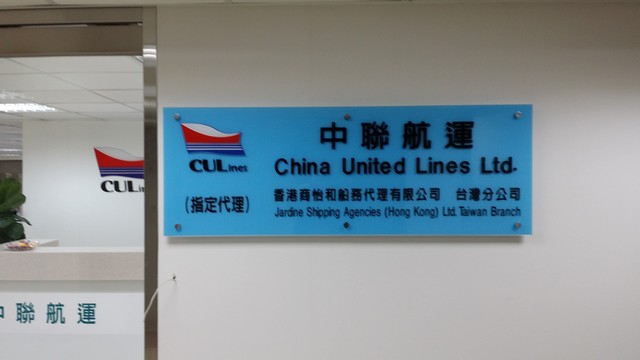 中聯航運
CULines
China United Lines Ltd.
(指定代理)
香港商怡和船務代理有限公司 台灣分公司
Jardine Shipping Agencies (Hong Kong) Ltd. Taiwan Branch
CULi
聯航運